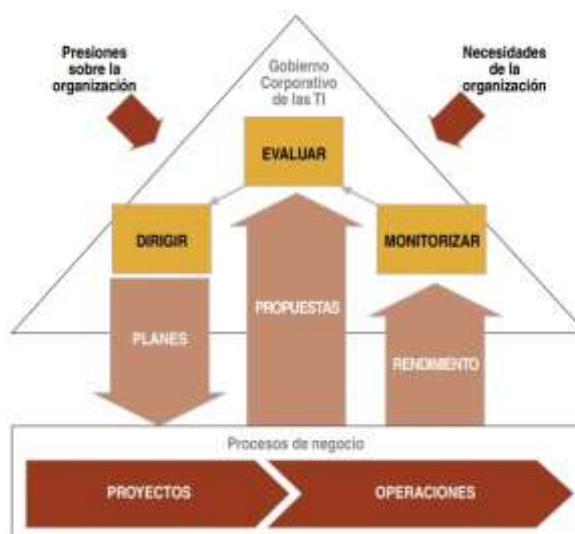 Presiones
sobre la
organización
Gobierno
Corporativo
de las TI
Necesidades
de la
organización
EVALUAR
DIRIGIR
MONITORIZAR
PLANES
PROPUESTAS
RENDIMIENTO
Procesos de negocio
PROYECTOS
OPERACIONES